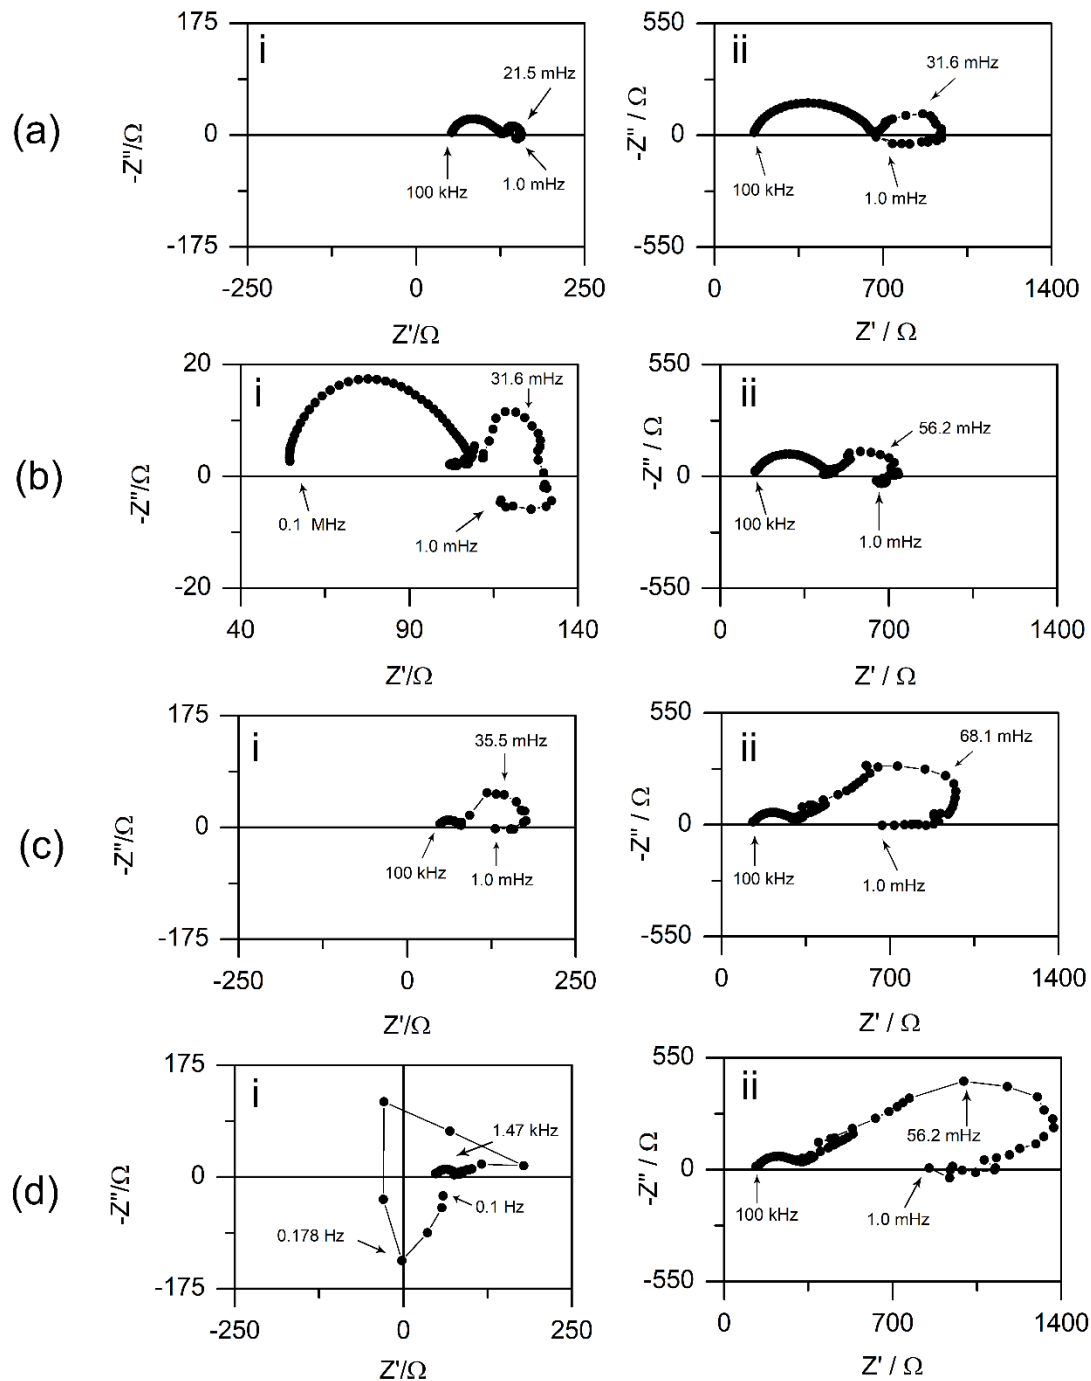 (a)
i
175
0
-175
-Z"/Ω
21.5 mHz
100 kHz
1.0 mHz
-250
0
250
Z'/Ω
ii
550
0
-550
-Z"/ Ω
31.6 mHz
100 kHz
1.0 mHz
0
700
1400
Z' / Ω
(b)
i
20
0
-20
-Z"/Ω
31.6 mHz
0.1 MHz
1.0 mHz
40
90
140
Z'/Ω
ii
550
0
-550
-Z"/ Ω
56.2 mHz
100 kHz
1.0 mHz
0
700
1400
Z' / Ω
(c)
i
175
0
-175
-Z"/Ω
35.5 mHz
100 kHz
1.0 mHz
-250
0
250
Z'/Ω
ii
550
0
-550
-Z"/ Ω
68.1 mHz
100 kHz
1.0 mHz
0
700
1400
Z' / Ω
(d)
i
175
0
-175
-Z"/Ω
1.47 kHz
0.1 Hz
0.178 Hz
-250
0
250
Z'/Ω
ii
550
0
-550
-Z"/ Ω
56.2 mHz
100 kHz
1.0 mHz
0
700
1400
Z' / Ω